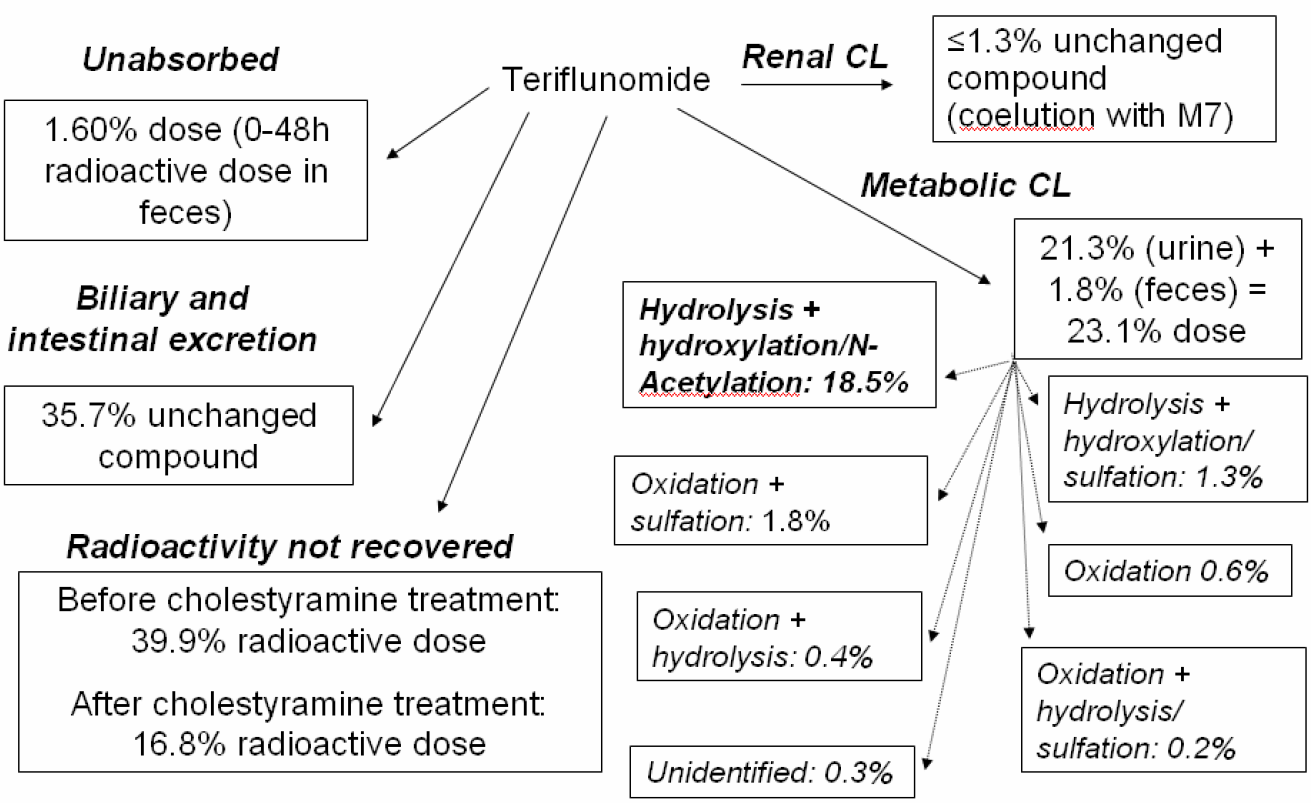 Unabsorbed
1.60% dose (0-48h
radioactive dose in
feces)
Teriflunomide
Renal CL
≤1.3% unchanged
compound
(coelution with M7)
Metabolic CL
21.3% (urine) +
1.8% (feces) =
23.1% dose
Biliary and
intestinal excretion
35.7% unchanged
compound
Hydrolysis +
hydroxylation/N-
Acetylation: 18.5%
Hydrolysis +
hydroxylation/
sulfation: 1.3%
Oxidation +
sulfation: 1.8%
Oxidation 0.6%
Radioactivity not recovered
Before cholestyramine treatment:
39.9% radioactive dose
After cholestyramine treatment:
16.8% radioactive dose
Oxidation +
hydrolysis: 0.4%
Oxidation +
hydrolysis/
sulfation: 0.2%
Unidentified: 0.3%